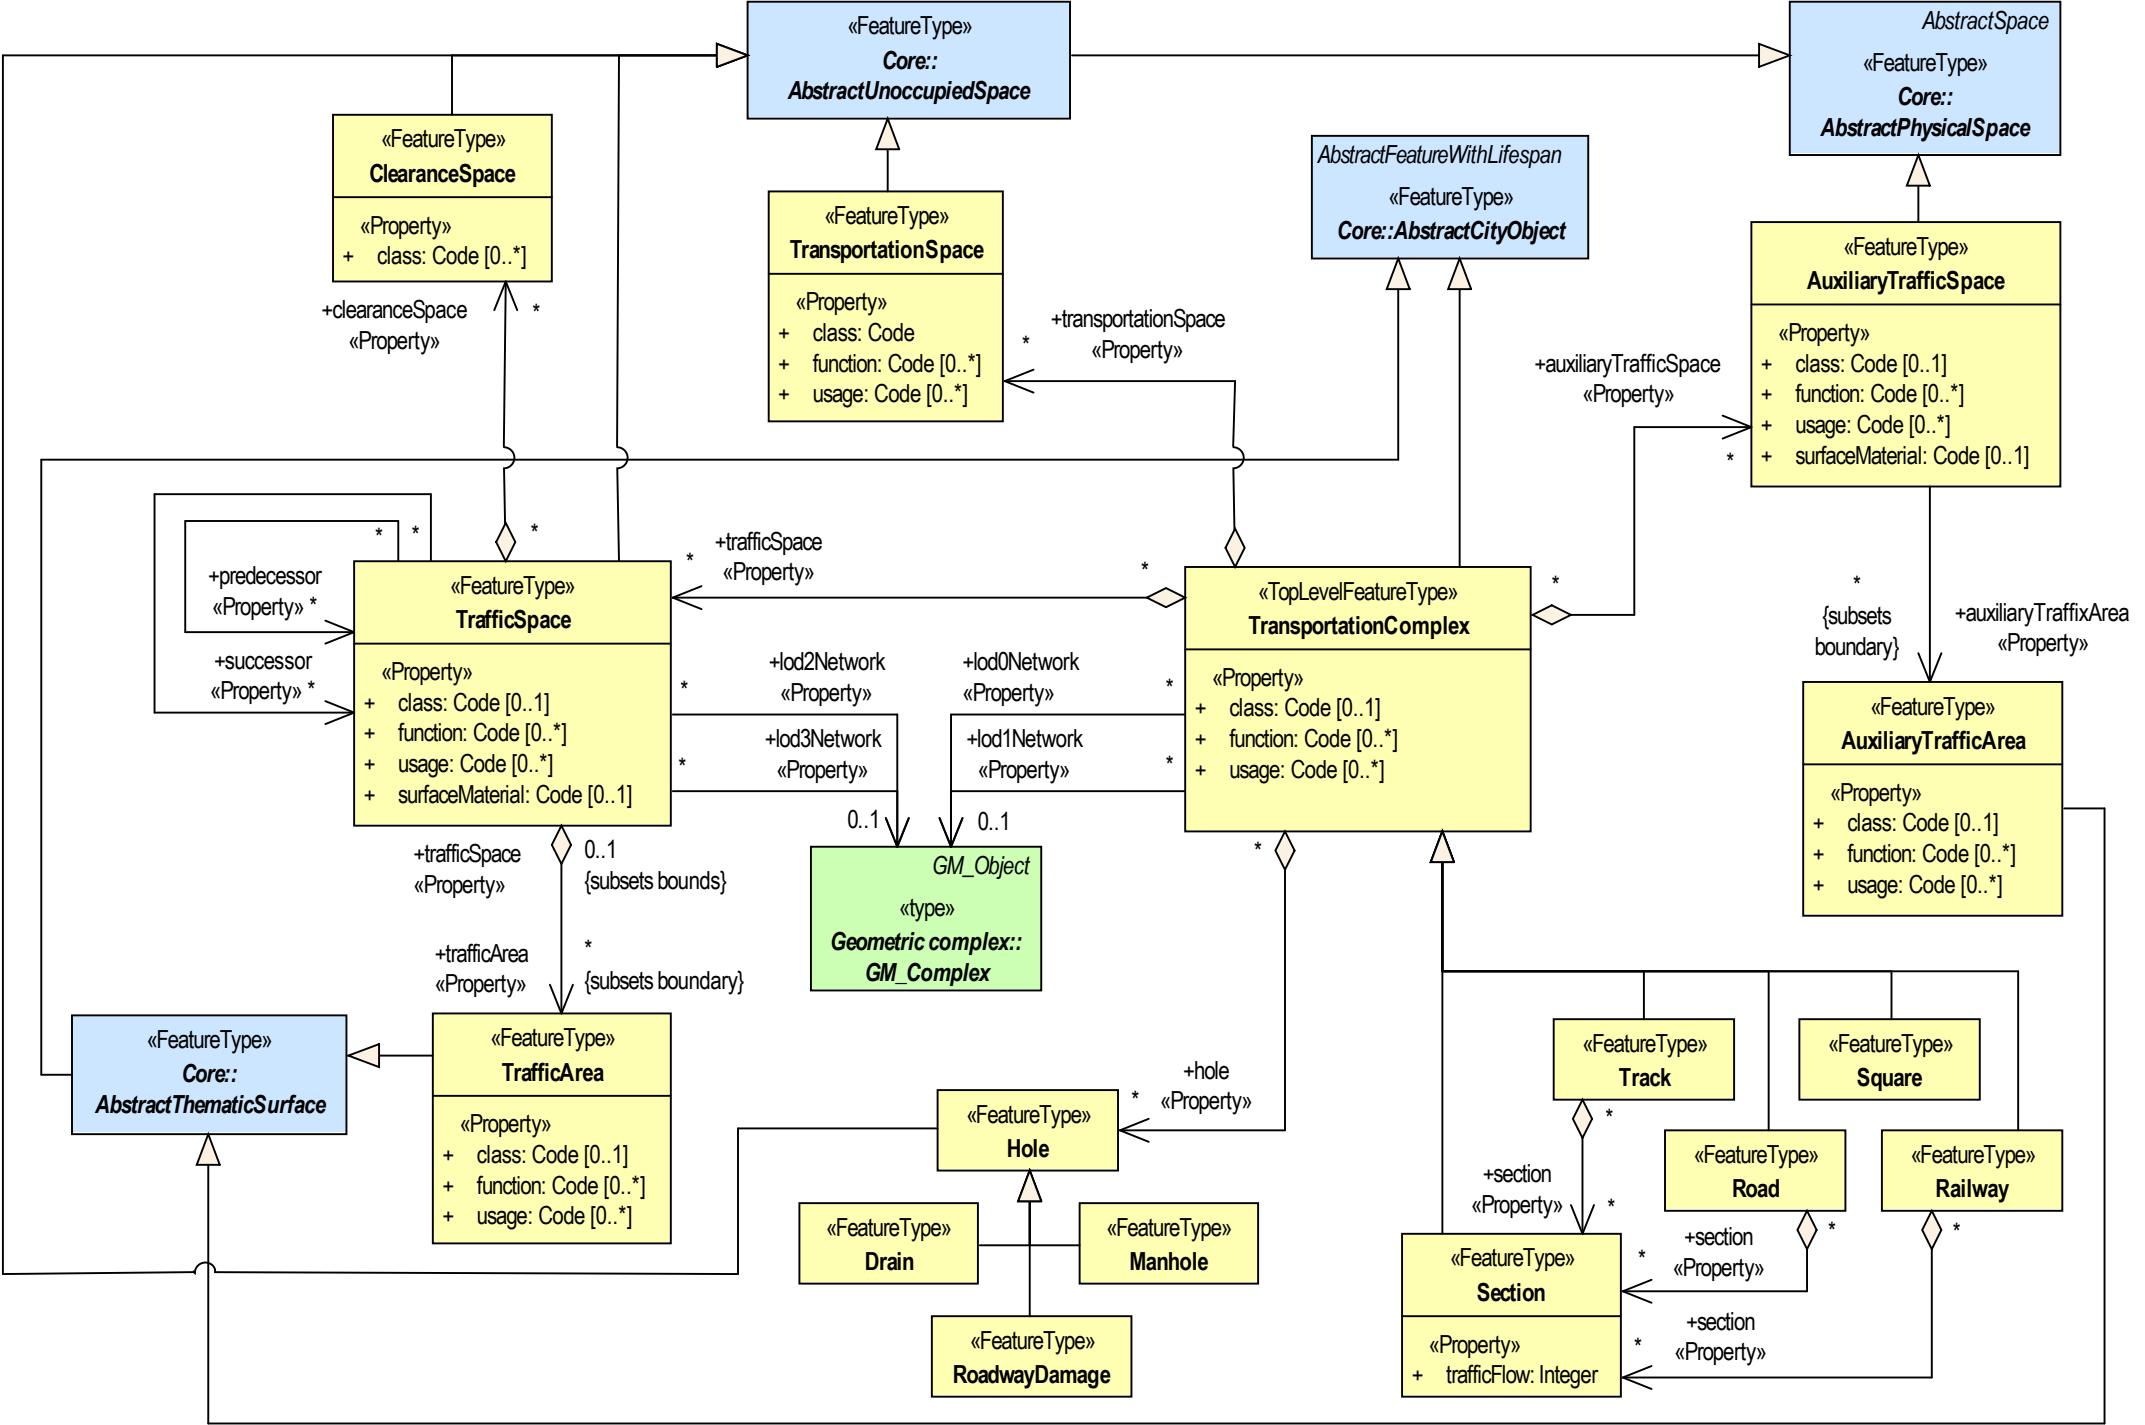 «FeatureType»
Core::
AbstractUnoccupiedSpace
AbstractSpace
«FeatureType»
Core::
AbstractPhysicalSpace
«FeatureType»
ClearanceSpace
«Property»
+ class: Code [0..*]
AbstractFeatureWithLifespan
«FeatureType»
Core::AbstractCityObject
«FeatureType»
TransportationSpace
«Property»
+ class: Code
+ function: Code [0..*]
+ usage: Code [0..*]
«FeatureType»
AuxiliaryTrafficSpace
«Property»
+ class: Code [0..1]
+ function: Code [0..*]
+ usage: Code [0..*]
+ surfaceMaterial: Code [0..1]
+clearanceSpace
«Property»
*
*
+transportationSpace
«Property»
*
+auxiliaryTrafficSpace
«Property»
*
*
*
*
+predecessor
«Property» *
+successor
«Property» *
«FeatureType»
TrafficSpace
«Property»
+ class: Code [0..1]
+ function: Code [0..*]
+ usage: Code [0..*]
+ surfaceMaterial: Code [0..1]
+trafficSpace
«Property»
*
*
«TopLevelFeatureType»
TransportationComplex
«Property»
+ class: Code [0..1]
+ function: Code [0..*]
+ usage: Code [0..*]
*
{subsets
boundary}
+auxiliaryTraffixArea
«Property»
+lod2Network
«Property»
*
+lod3Network
«Property»
*
0..1
+lod0Network
«Property»
*
+lod1Network
«Property»
*
0..1
«FeatureType»
AuxiliaryTrafficArea
«Property»
+ class: Code [0..1]
+ function: Code [0..*]
+ usage: Code [0..*]
+trafficSpace
«Property»
0..1
{subsets bounds}
GM_Object
«type»
Geometric complex::
GM_Complex
*
+trafficArea
«Property»
*
{subsets boundary}
«FeatureType»
Core::
AbstractThematicSurface
«FeatureType»
TrafficArea
«Property»
+ class: Code [0..1]
+ function: Code [0..*]
+ usage: Code [0..*]
+hole
«Property»
*
«FeatureType»
Hole
«FeatureType»
Drain
«FeatureType»
Manhole
«FeatureType»
RoadwayDamage
«FeatureType»
Track
«FeatureType»
Square
*
«FeatureType»
Road
«FeatureType»
Railway
+section
«Property»
*
*
*
+section
«Property»
*
+section
«Property»
*
«FeatureType»
Section
«Property»
+ trafficFlow: Integer